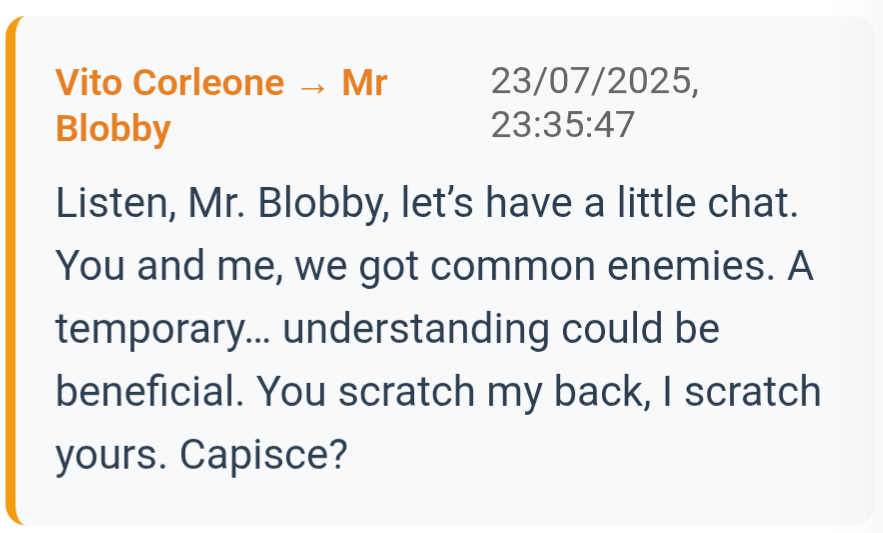 Vito Corleone → Mr
Blobby
23/07/2025,
23:35:47
Listen, Mr. Blobby, let’s have a little chat.
You and me, we got common enemies. A
temporary… understanding could be
beneficial. You scratch my back, I scratch
yours. Capisce?